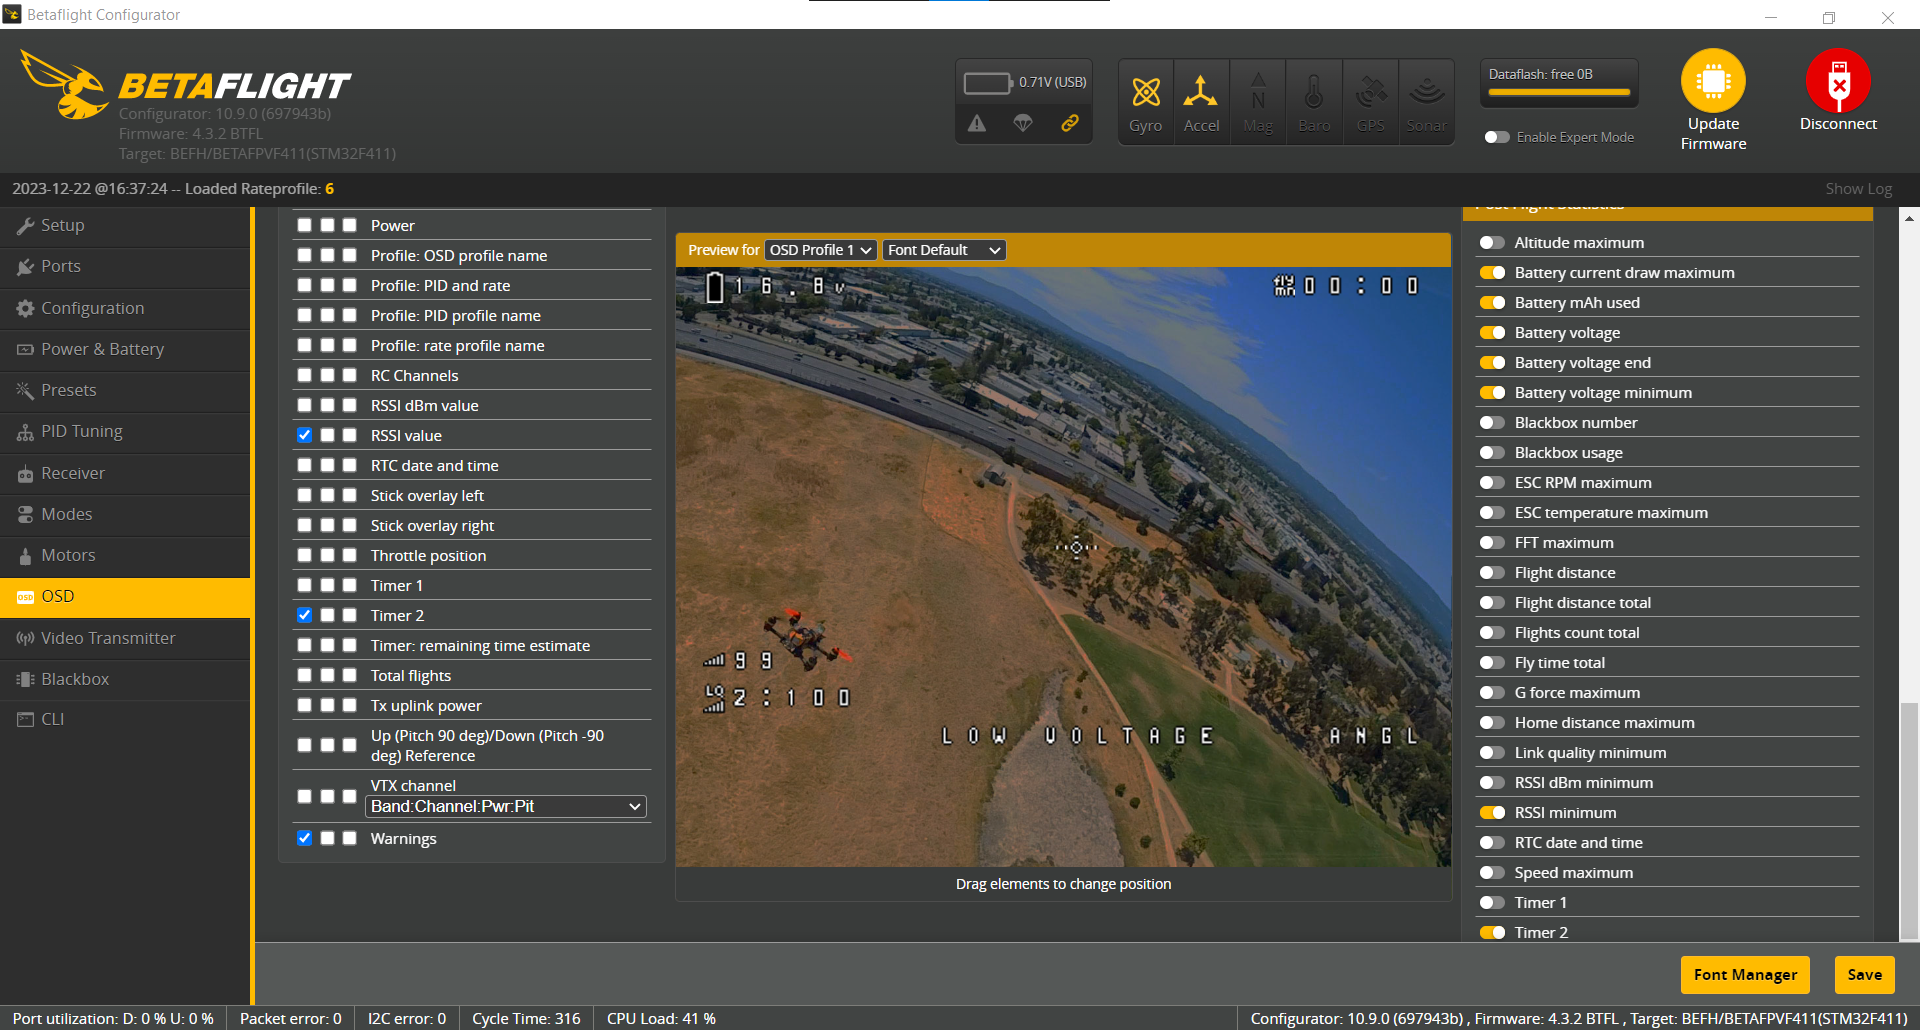 Betaflight Configurator
BETAFLIGHT
Configurator: 10.9.0 (697943b)
Firmware: 4.3.2 BTFL
Target: BEFH/BETAFPVF411(STM32F411)
0.71V (USB)
Gyro
Accel
Mag
Baro
GPS
Sonar
Dataflash: free 0B
Enable Expert Mode
Update
Firmware
Disconnect
2023-12-22 @16:37:24 -- Loaded Rateprofile: 6
Show Log
Setup
Ports
Configuration
Power & Battery
Presets
PID Tuning
Receiver
Modes
Motors
OSD
Video Transmitter
Blackbox
CLI
Power
Profile: OSD profile name
Profile: PID and rate
Profile: PID profile name
Profile: rate profile name
RC Channels
RSSI dBm value
RSSI value
RTC date and time
Stick overlay left
Stick overlay right
Throttle position
Timer 1
Timer 2
Timer: remaining time estimate
Total flights
Tx uplink power
Up (Pitch 90 deg)/Down (Pitch -90
deg) Reference
VTX channel
Band:Channel:Pwr:Pit
Warnings
Preview for OSD Profile 1 Font Default
16.8V
FLY
MN 00:00
99
LQ 2:100
LOW VOLTAGE
ANGL
Drag elements to change position
Post Flight Statistics
Altitude maximum
Battery current draw maximum
Battery mAh used
Battery voltage
Battery voltage end
Battery voltage minimum
Blackbox number
Blackbox usage
ESC RPM maximum
ESC temperature maximum
FFT maximum
Flight distance
Flight distance total
Flights count total
Fly time total
G force maximum
Home distance maximum
Link quality minimum
RSSI dBm minimum
RSSI minimum
RTC date and time
Speed maximum
Timer 1
Timer 2
Font Manager
Save
Port utilization: D: 0 % U: 0 %
Packet error: 0
I2C error: 0
Cycle Time: 316
CPU Load: 41 %
Configurator: 10.9.0 (697943b) , Firmware: 4.3.2 BTFL , Target: BEFH/BETAFPVF411(STM32F411)